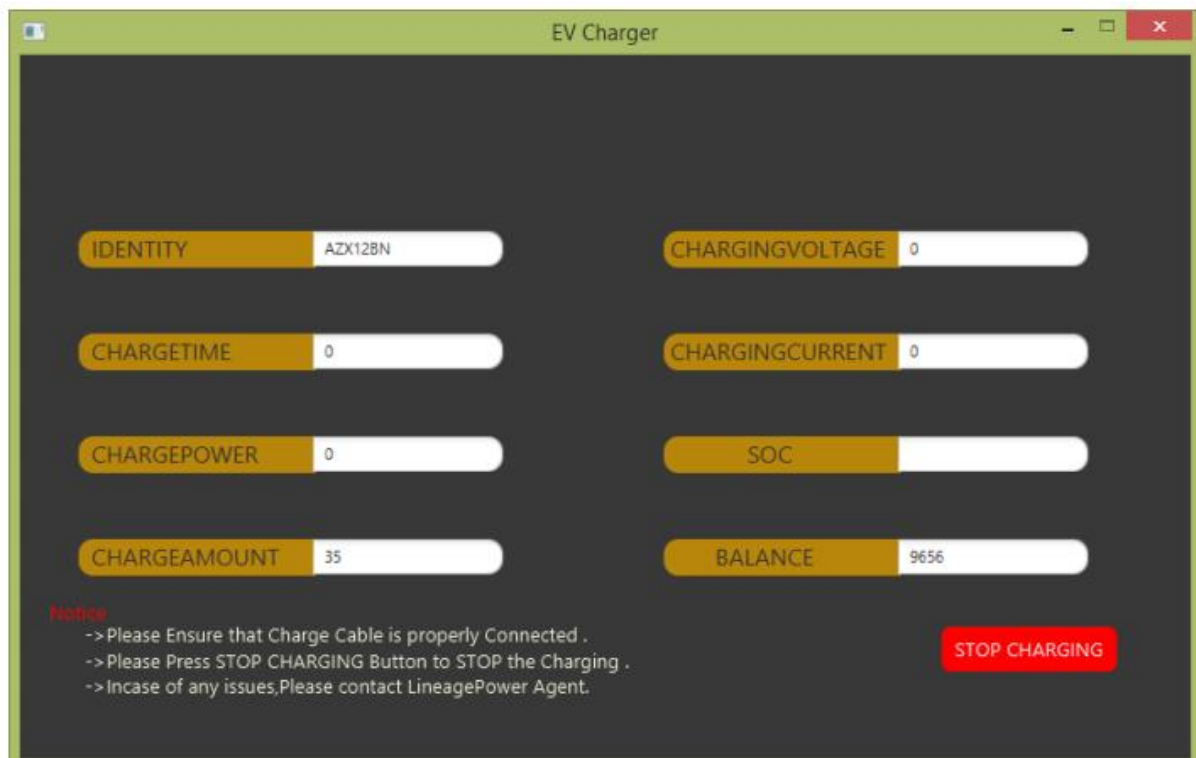 EV Charger
IDENTITY AZX12BN
CHARGINGVOLTAGE 0
CHARGETIME 0
CHARGINGCURRENT 0
CHARGEPOWER 0
SOC
CHARGEAMOUNT 35
BALANCE 9656
Notice
->Please Ensure that Charge Cable is properly Connected .
->Please Press STOP CHARGING Button to STOP the Charging .
->Incase of any issues,Please contact LineagePower Agent.
STOP CHARGING